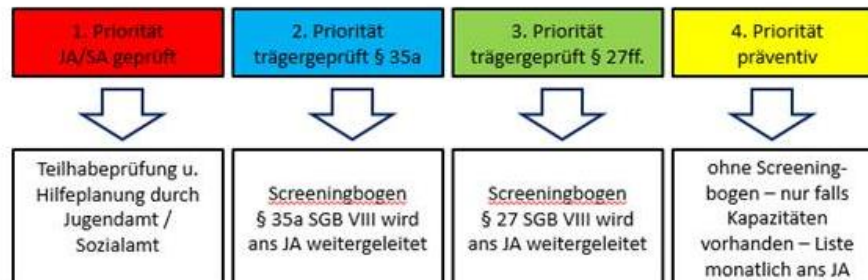 1. Priorität
JA/SA geprüft
2. Priorität
trägergeprüft § 35a
3. Priorität
trägergeprüft § 27ff.
4. Priorität
präventiv
Teilhabeprüfung u.
Hilfeplanung durch
Jugendamt /
Sozialamt
Screeningbogen
§ 35a SGB VIII wird
ans JA weitergeleitet
Screeningbogen
§ 27 SGB VIII wird
ans JA weitergeleitet
ohne Screening-
bogen – nur falls
Kapazitäten
vorhanden – Liste
monatlich ans JA